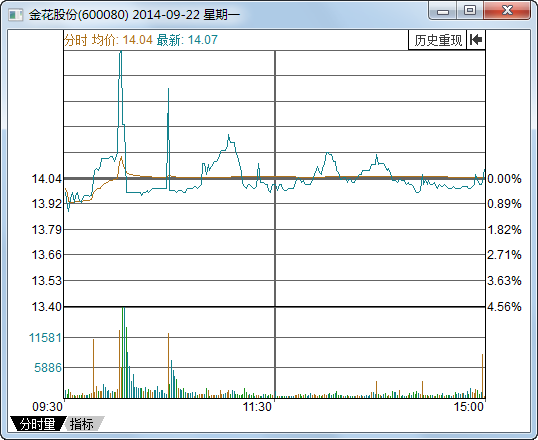 金花股份(600080) 2014-09-22 星期一
分时 均价: 14.04 最新: 14.07
历史重现
14.04 0.00%
13.92 0.89%
13.79 1.82%
13.66 2.71%
13.53 3.63%
13.40 4.56%
11581
5886
09:30 11:30 15:00
分时量 指标